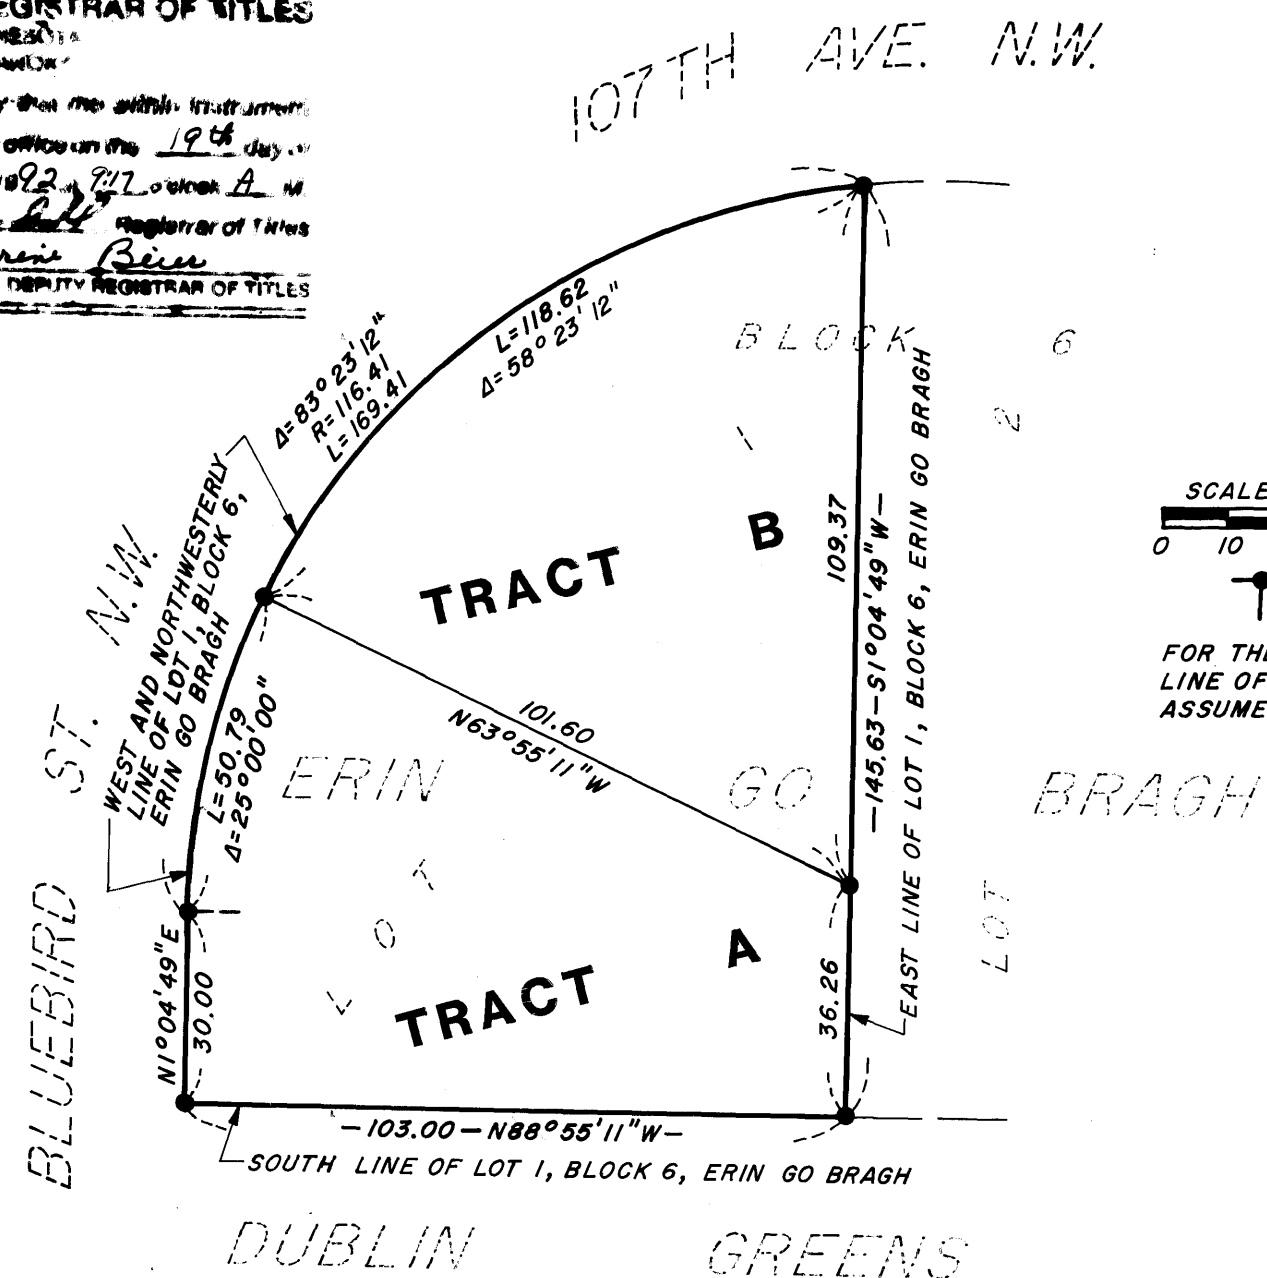 REGISTRAR OF TITLES
that the within instrument
office on the 19th day
92 9:17 o'clock A M
Registrar of Titles
DEPUTY REGISTRAR OF TITLES
107TH AVE. N.W.
L=118.62
Δ=58°23'12"
BLOCK 6
Δ=83°23'12"
R=116.41
L=169.41
2
SCALE
0 10
WEST AND NORTHWESTERLY
LINE OF LOT 1, BLOCK 6,
ERIN GO BRAGH
TRACT B
109.37
—145.63—S1°04'49"W—
EAST LINE OF LOT 1, BLOCK 6, ERIN GO BRAGH
FOR THE
LINE OF
ASSUME
101.60
N63°55'11"W
L=50.79
Δ=25°00'00"
ERIN GO BRAGH
LOT 1
LOT
BLUEBIRD ST. N.W.
N1°04'49"E
30.00
TRACT A
36.26
—103.00—N88°55'11"W—
SOUTH LINE OF LOT 1, BLOCK 6, ERIN GO BRAGH
DUBLIN GREENS